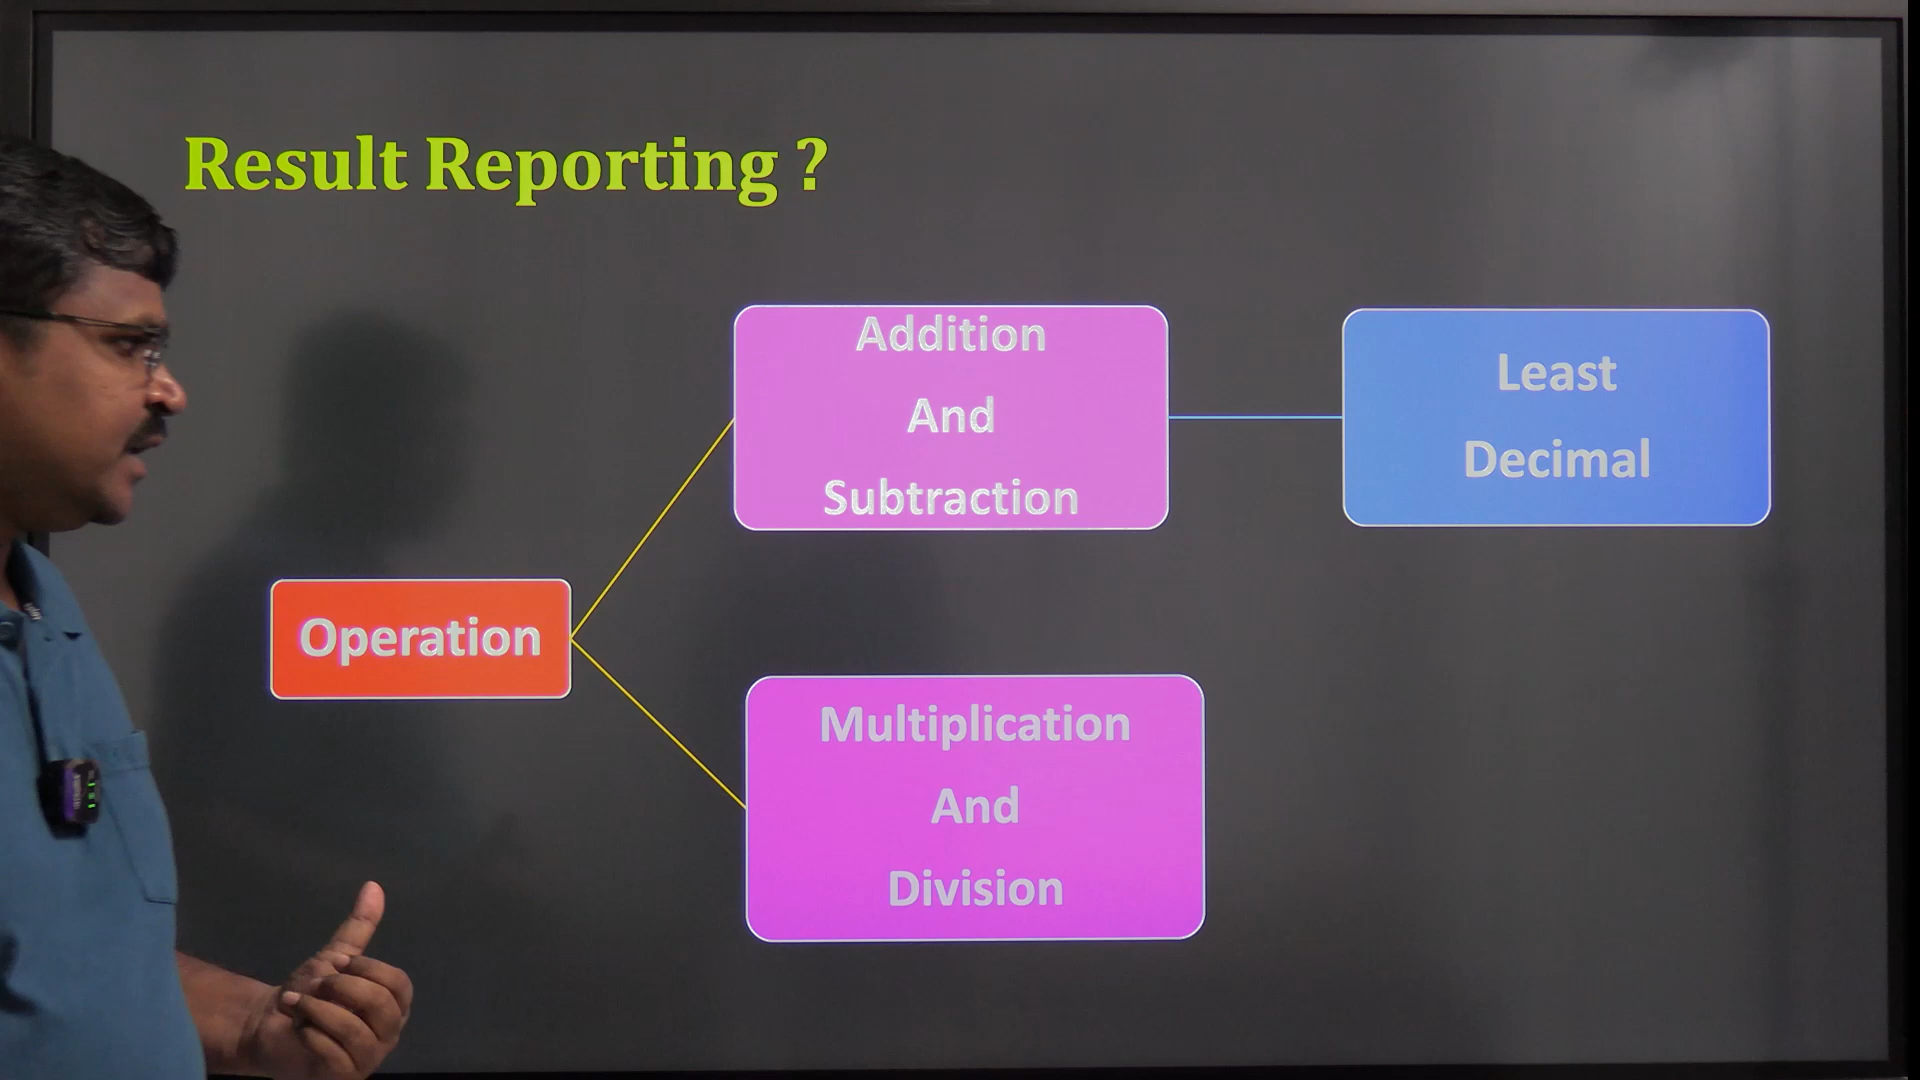 Result Reporting ?
Addition
And
Subtraction
Least
Decimal
Operation
Multiplication
And
Division